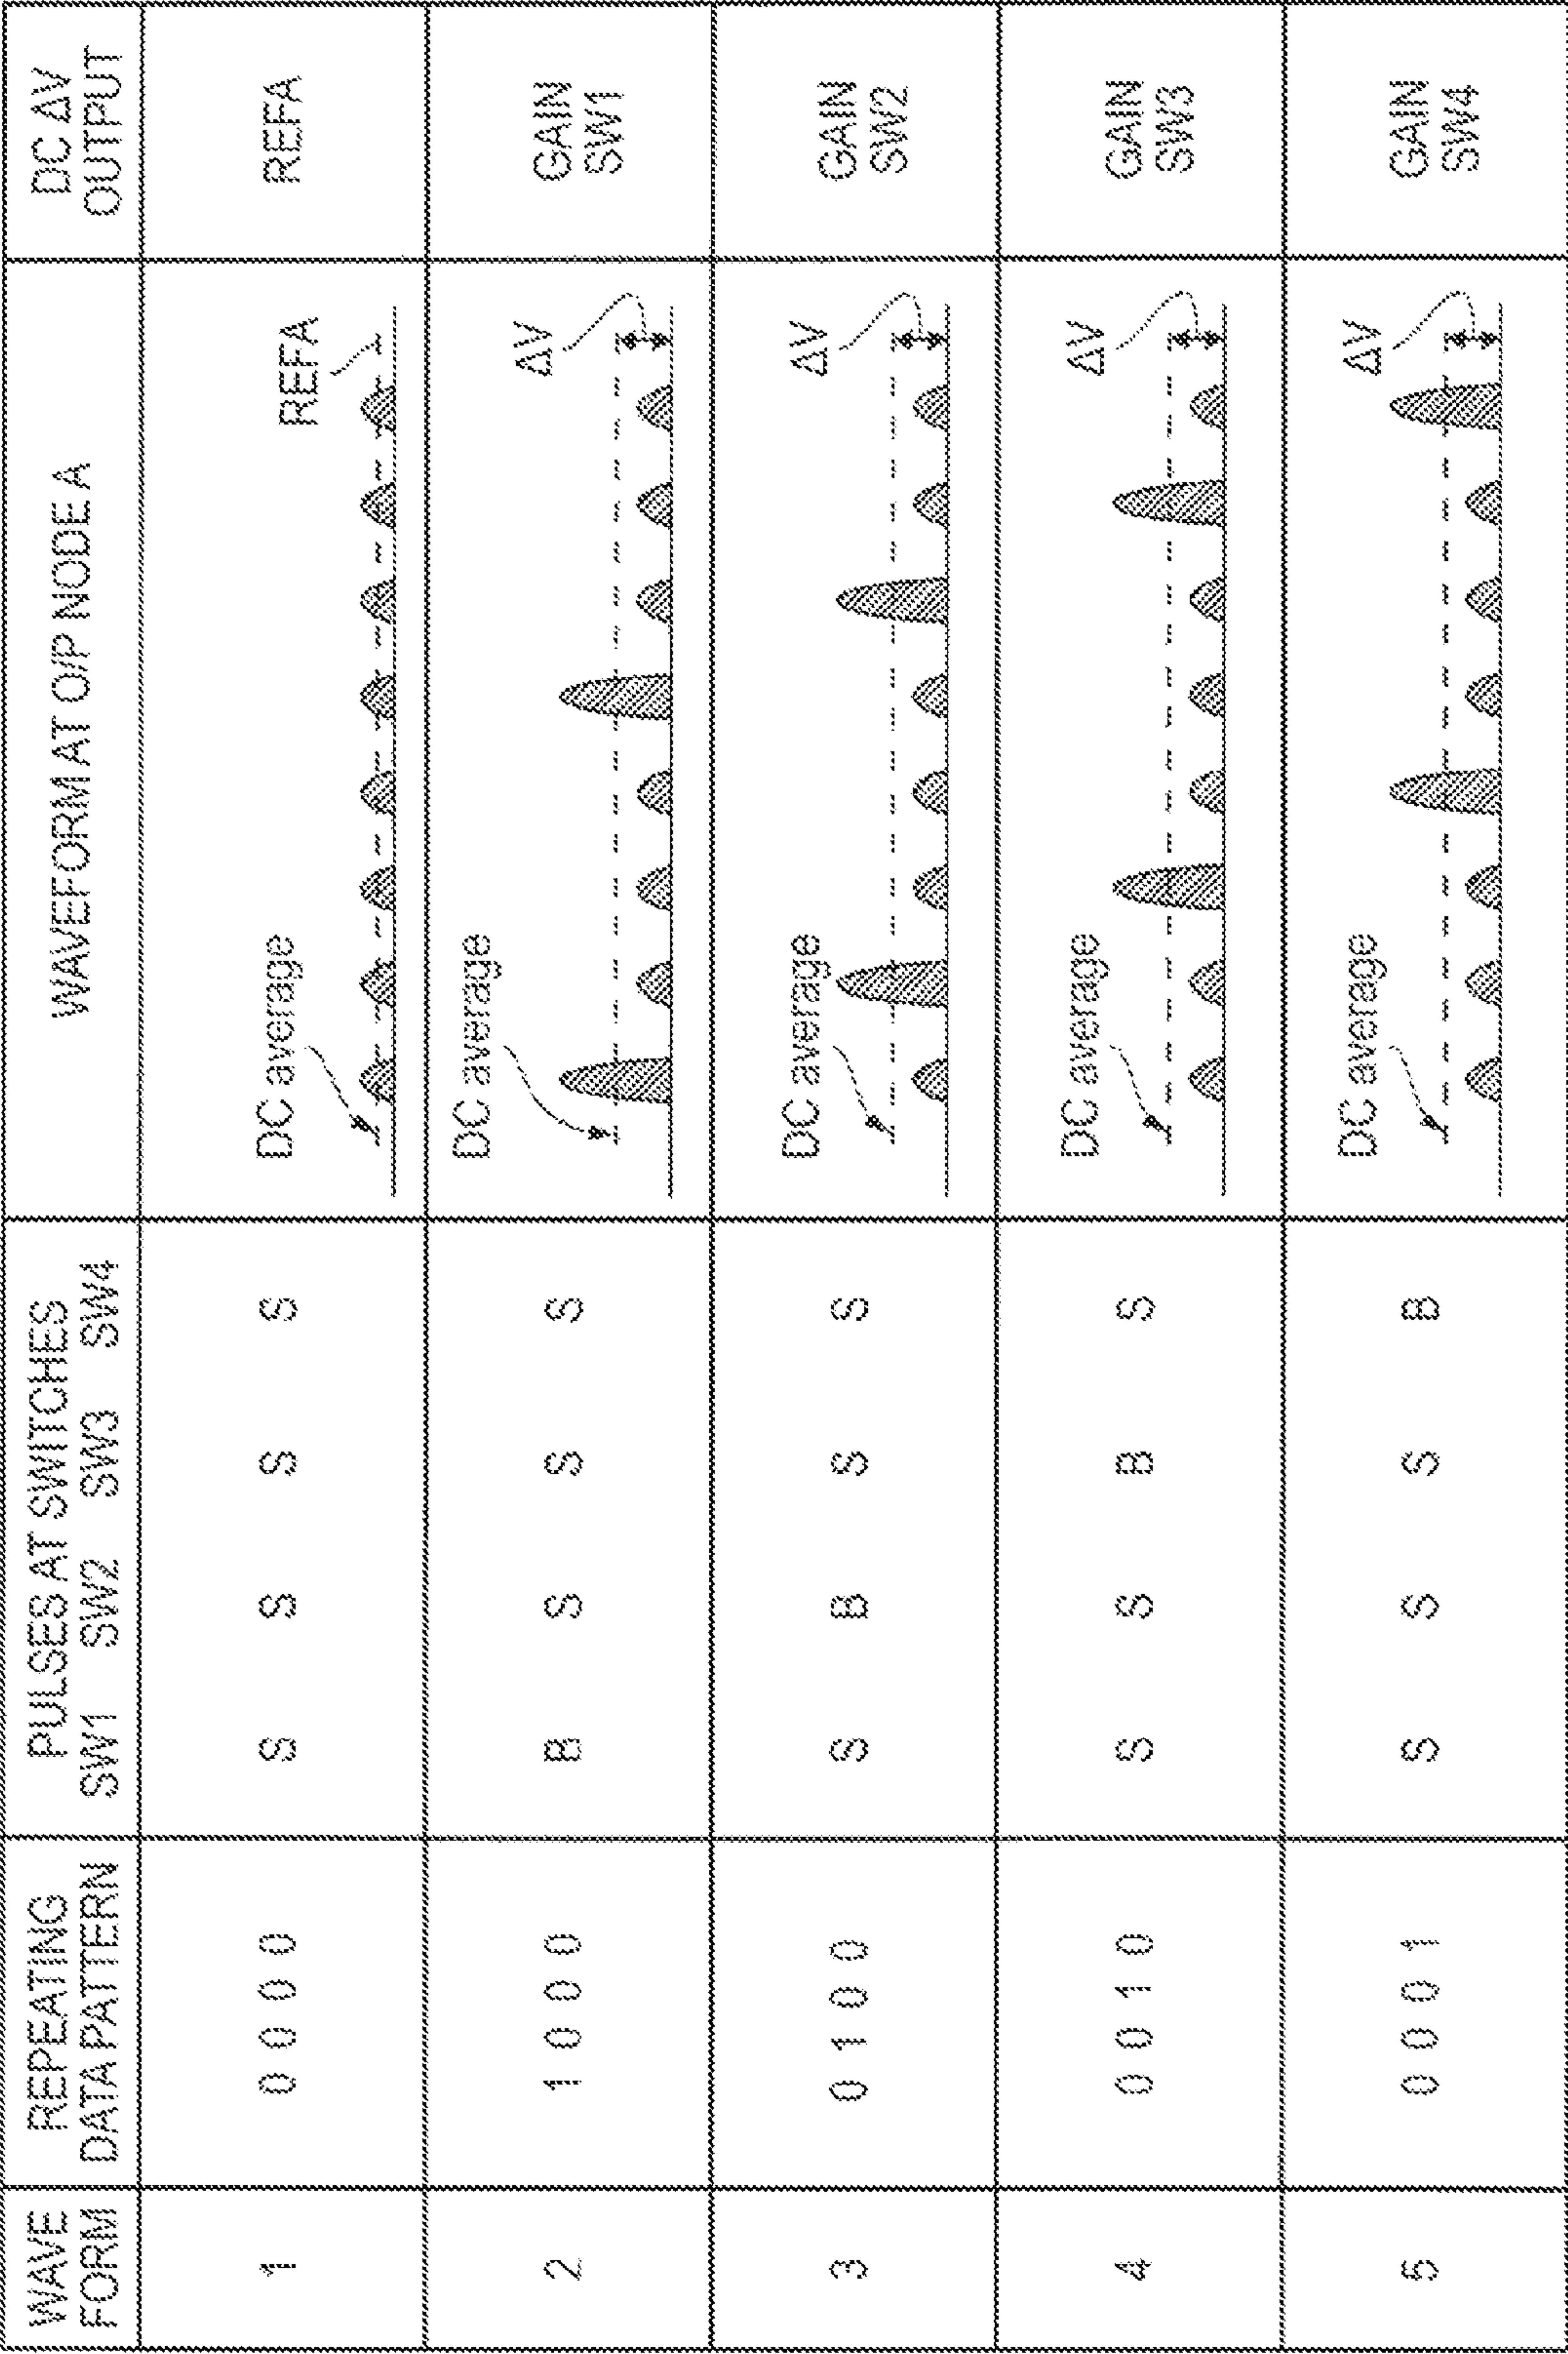 WAVE
FORM
REPEATING
DATA PATTERN
PULSES AT SWITCHES
SW1 SW2 SW3 SW4
WAVEFORM AT O/P NODE A
DC ΔV
OUTPUT
1
0 0 0 0
S S S S
DC average
REFA
REFA
2
1 0 0 0
B S S S
DC average
ΔV
GAIN
SW1
3
0 1 0 0
S B S S
DC average
ΔV
GAIN
SW2
4
0 0 1 0
S S B S
DC average
ΔV
GAIN
SW3
5
0 0 0 1
S S S B
DC average
ΔV
GAIN
SW4